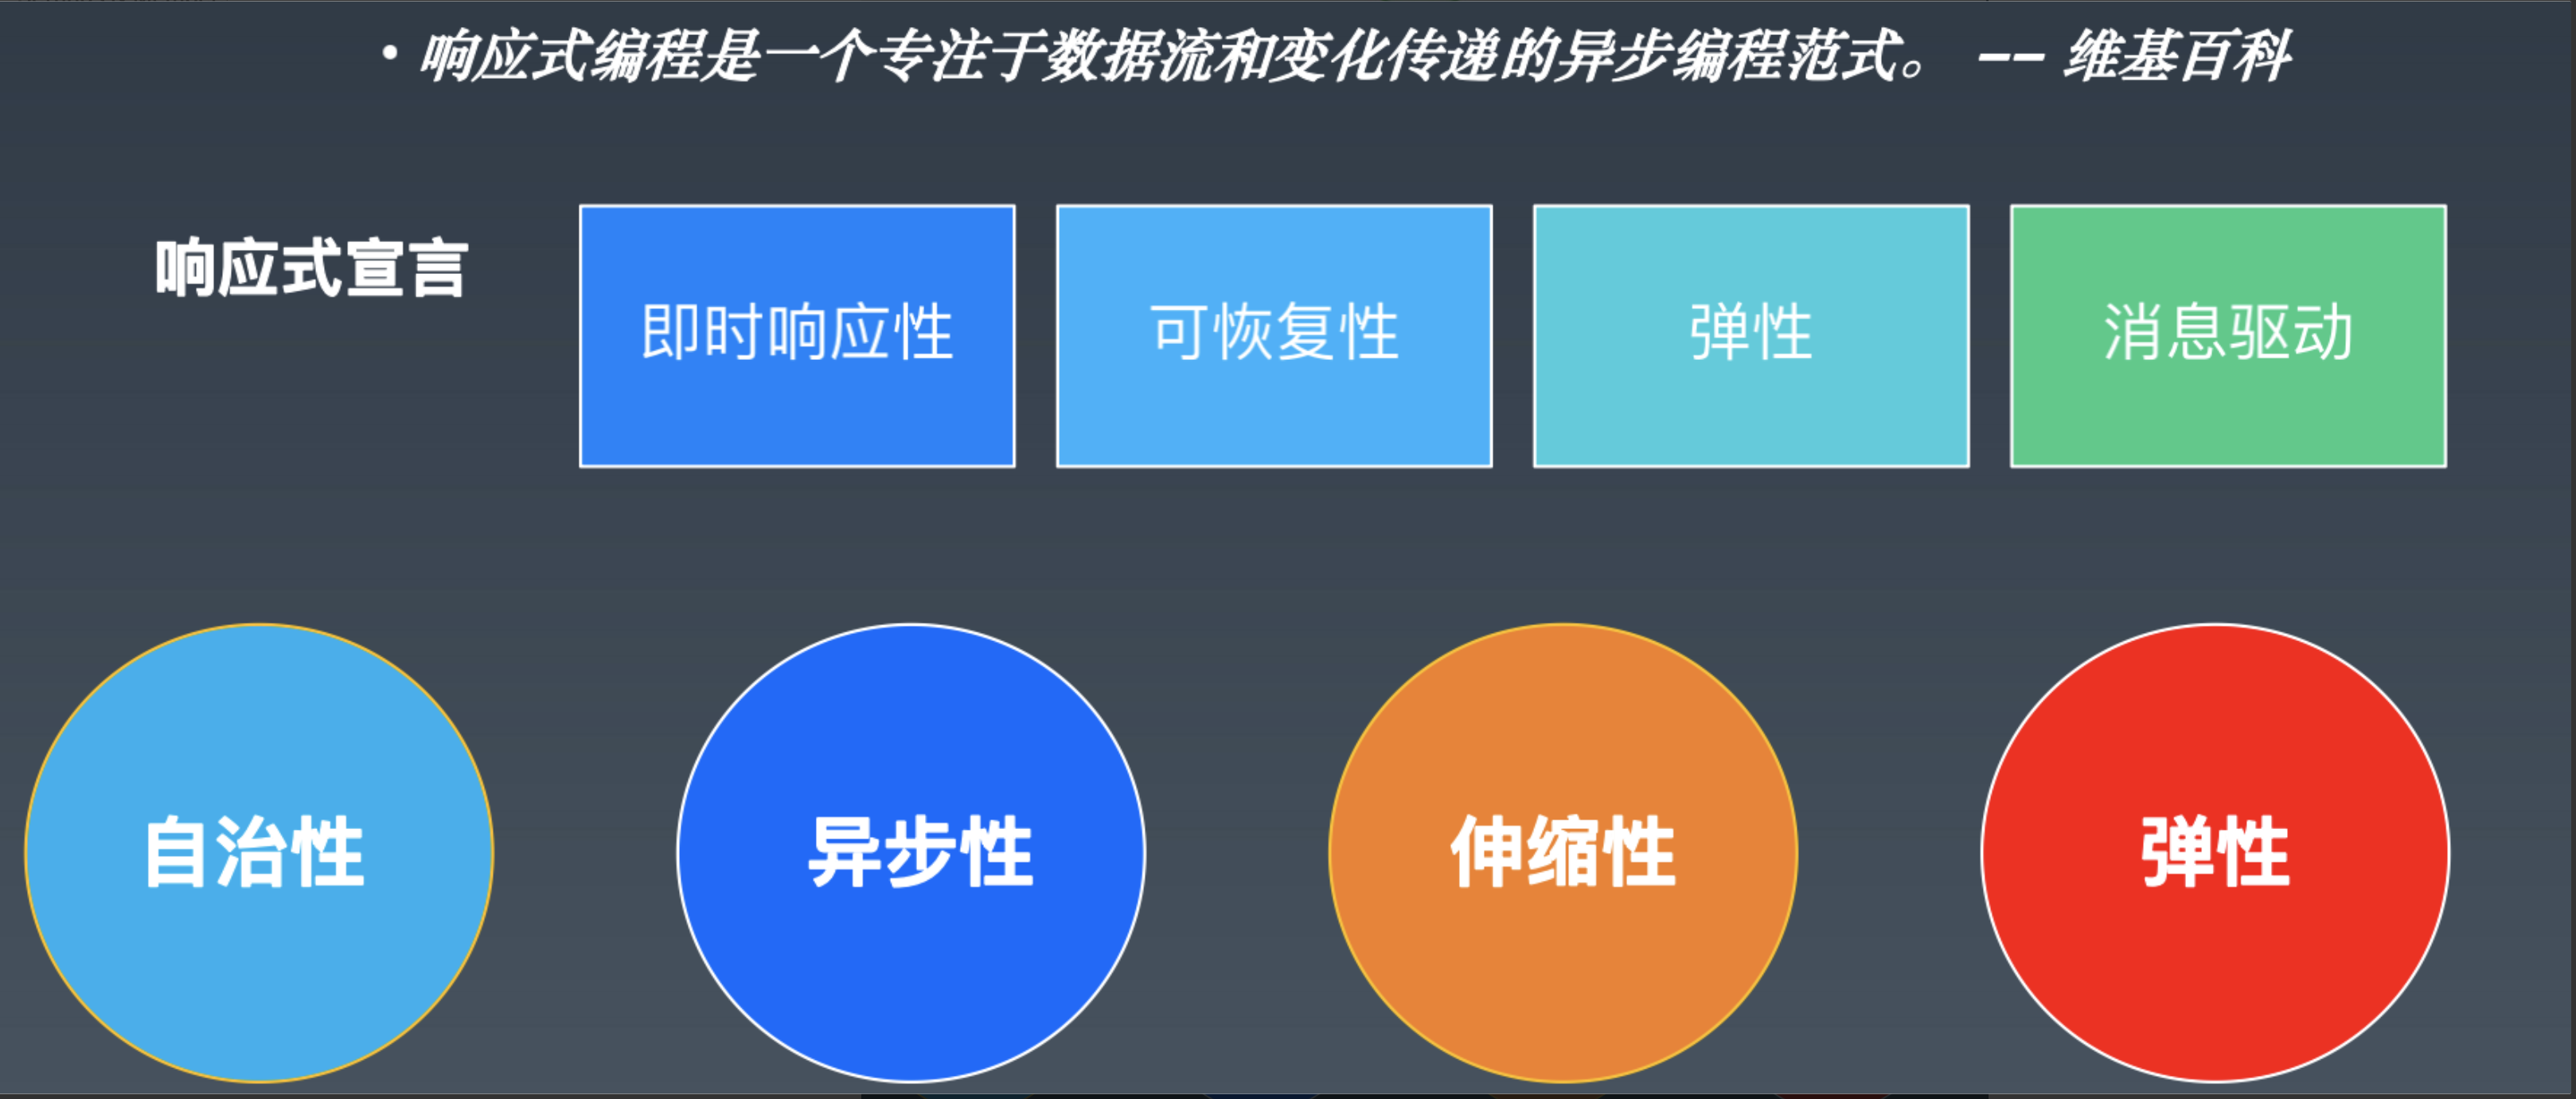 • 响应式编程是一个专注于数据流和变化传递的异步编程范式。 -- 维基百科
响应式宣言
即时响应性
可恢复性
弹性
消息驱动
自治性
异步性
伸缩性
弹性